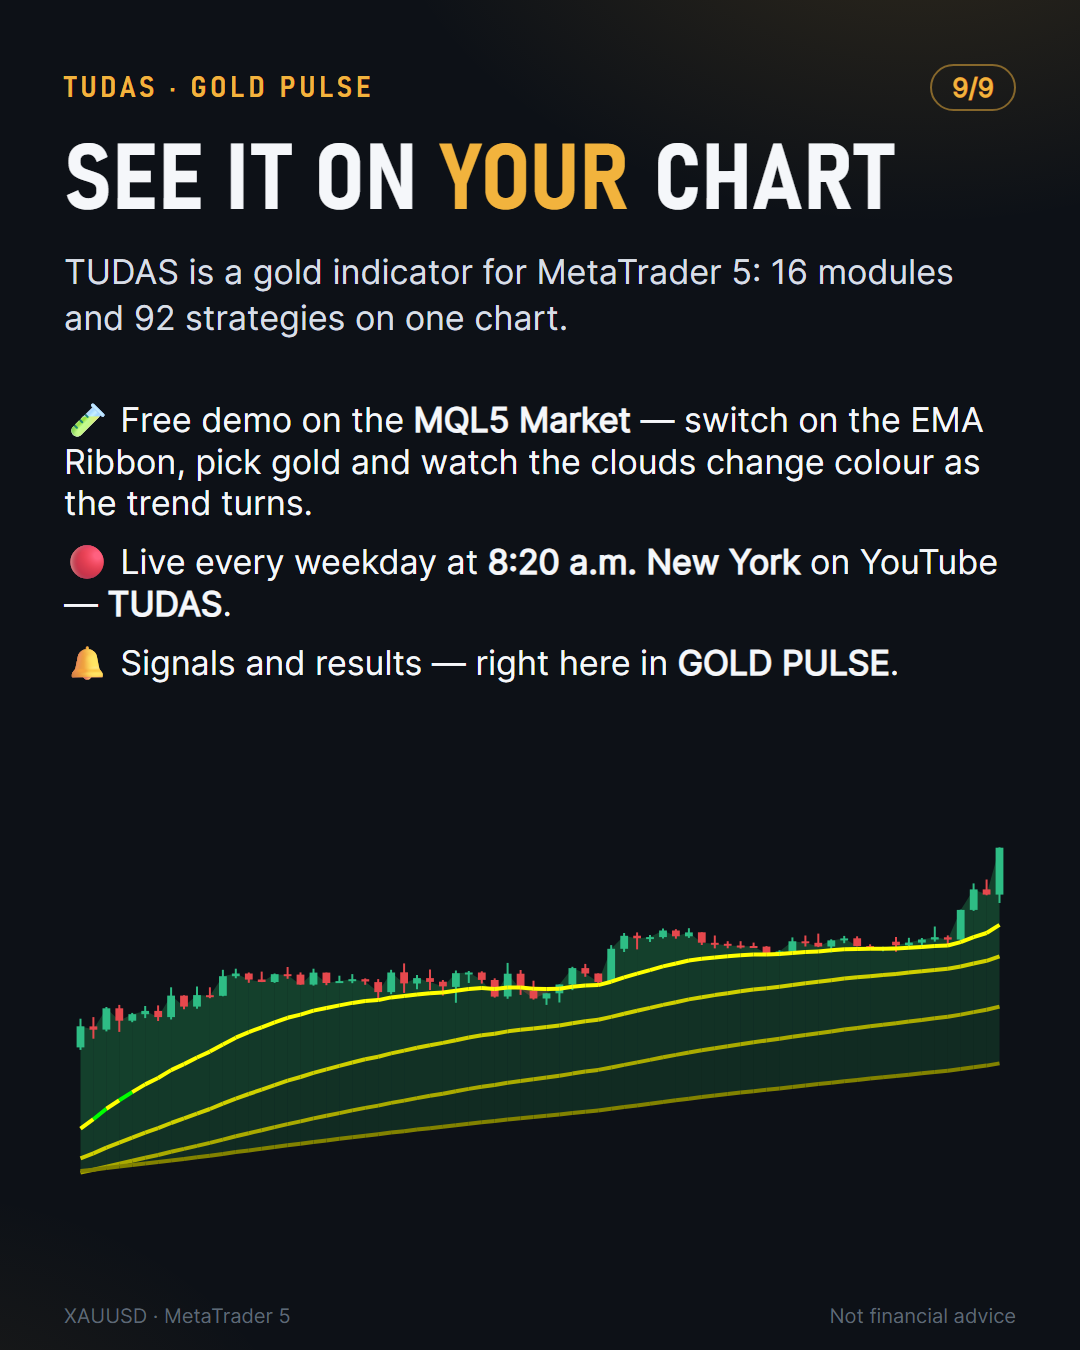 TUDAS · GOLD PULSE
9/9
SEE IT ON YOUR CHART
TUDAS is a gold indicator for MetaTrader 5: 16 modules
and 92 strategies on one chart.
🧪 Free demo on the MQL5 Market — switch on the EMA
Ribbon, pick gold and watch the clouds change colour as
the trend turns.
🔴 Live every weekday at 8:20 a.m. New York on YouTube
— TUDAS.
🔔 Signals and results — right here in GOLD PULSE.
XAUUSD · MetaTrader 5
Not financial advice